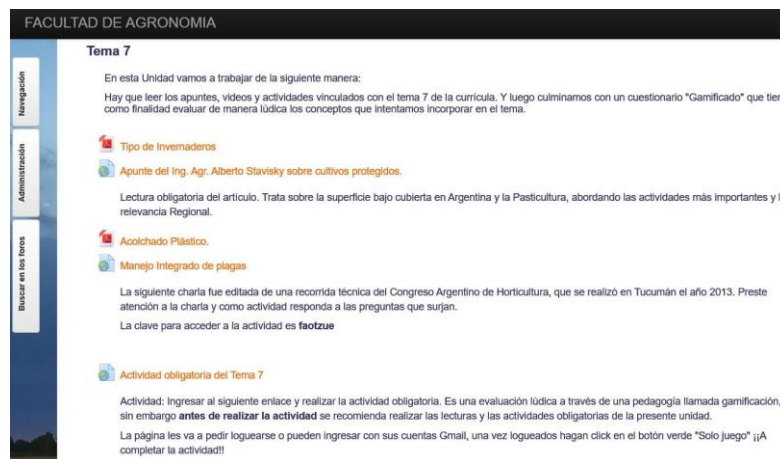 FACULTAD DE AGRONOMIA
Tema 7
En esta Unidad vamos a trabajar de la siguiente manera:
Hay que leer los apuntes, videos y actividades vinculados con el tema 7 de la currícula. Y luego culminamos con un cuestionario "Gamificado" que
como finalidad evaluar de manera lúdica los conceptos que intentamos incorporar en el tema.
Navegación
Tipo de Invernaderos
Apunte del Ing. Agr. Alberto Stavisky sobre cultivos protegidos.
Administración
Lectura obligatoria del artículo. Trata sobre la superficie bajo cubierta en Argentina y la Pasticultura, abordando las actividades más importantes y
relevancia Regional.
Acolchado Plástico.
Manejo Integrado de plagas
Buscar en los foros
La siguiente charla fue editada de una recorrida técnica del Congreso Argentino de Horticultura, que se realizó en Tucumán el año 2013. Preste
atención a la charla y como actividad responda a las preguntas que surjan.
La clave para acceder a la actividad es faotzue
Actividad obligatoria del Tema 7
Actividad: Ingresar al siguiente enlace y realizar la actividad obligatoria. Es una evaluación lúdica a través de una pedagogía llamada gamificación,
sin embargo antes de realizar la actividad se recomienda realizar las lecturas y las actividades obligatorias de la presente unidad.
La página les va a pedir loguearse o pueden ingresar con sus cuentas Gmail, una vez logueados hagan click en el botón verde "Solo juego" ¡¡A
completar la actividad!!